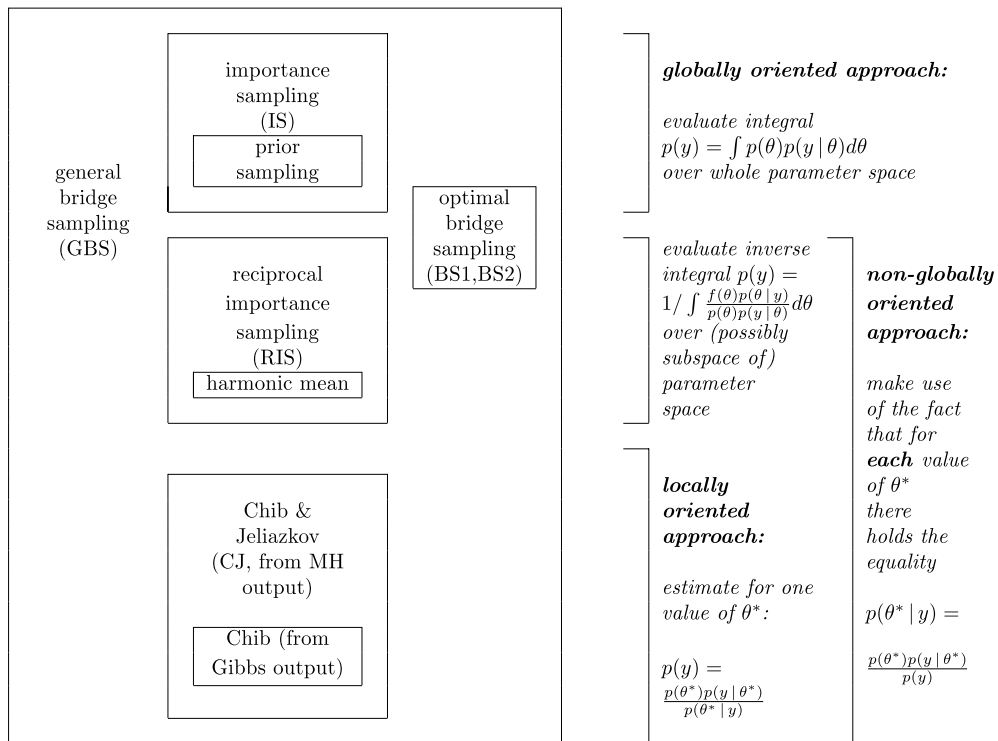 general
bridge
sampling
(GBS)
importance
sampling
(IS)
prior
sampling
optimal
bridge
sampling
(BS1,BS2)
reciprocal
importance
sampling
(RIS)
harmonic mean
Chib &
Jeliazkov
(CJ, from MH
output)
Chib (from
Gibbs output)
globally oriented approach:
evaluate integral
p(y) = ∫ p(θ)p(y | θ)dθ
over whole parameter space
evaluate inverse
integral p(y) =
1/ ∫ f(θ)p(θ | y) / p(θ)p(y | θ) dθ
over (possibly
subspace of)
parameter
space
locally
oriented
approach:
estimate for one
value of θ*:
p(y) =
p(θ*)p(y | θ*) / p(θ* | y)
non-globally
oriented
approach:
make use
of the fact
that for
each value
of θ*
there
holds the
equality
p(θ* | y) =
p(θ*)p(y | θ*) / p(y)